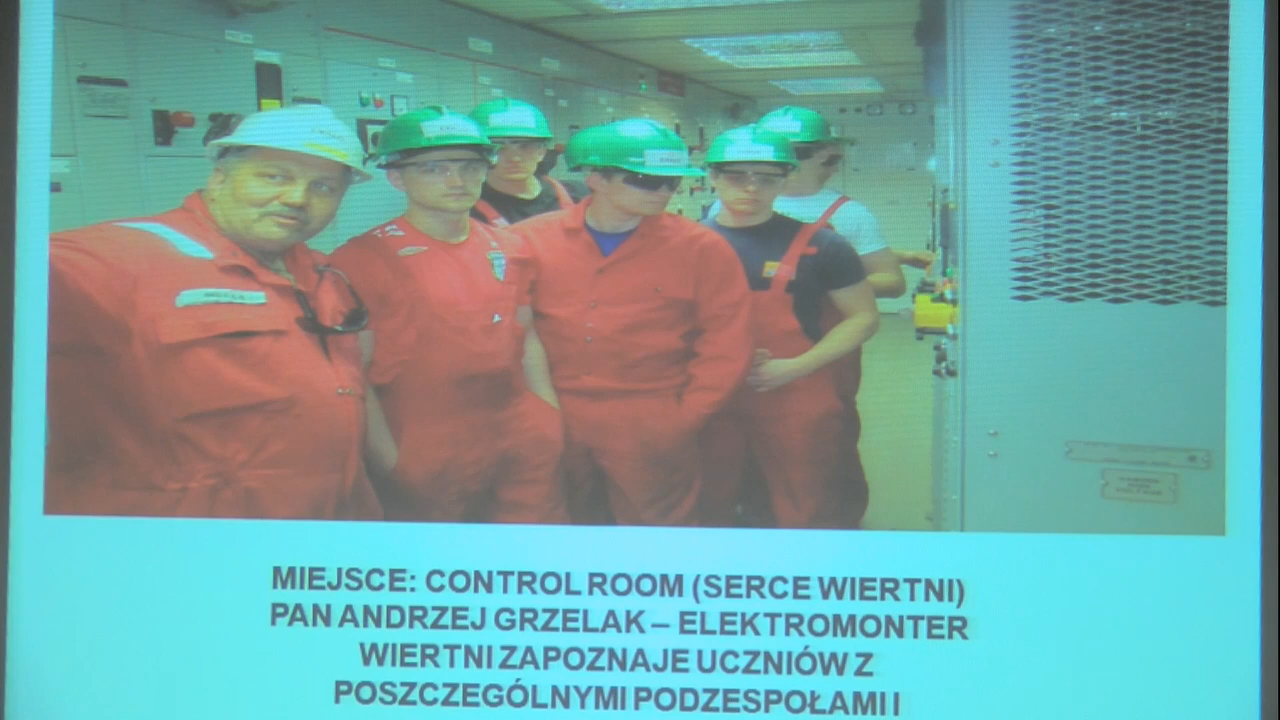 MIEJSCE: CONTROL ROOM (SERCE WIERTNI)
PAN ANDRZEJ GRZELAK – ELEKTROMONTER
WIERTNI ZAPOZNAJE UCZNIÓW Z
POSZCZEGÓLNYMI PODZESPOŁAMI I